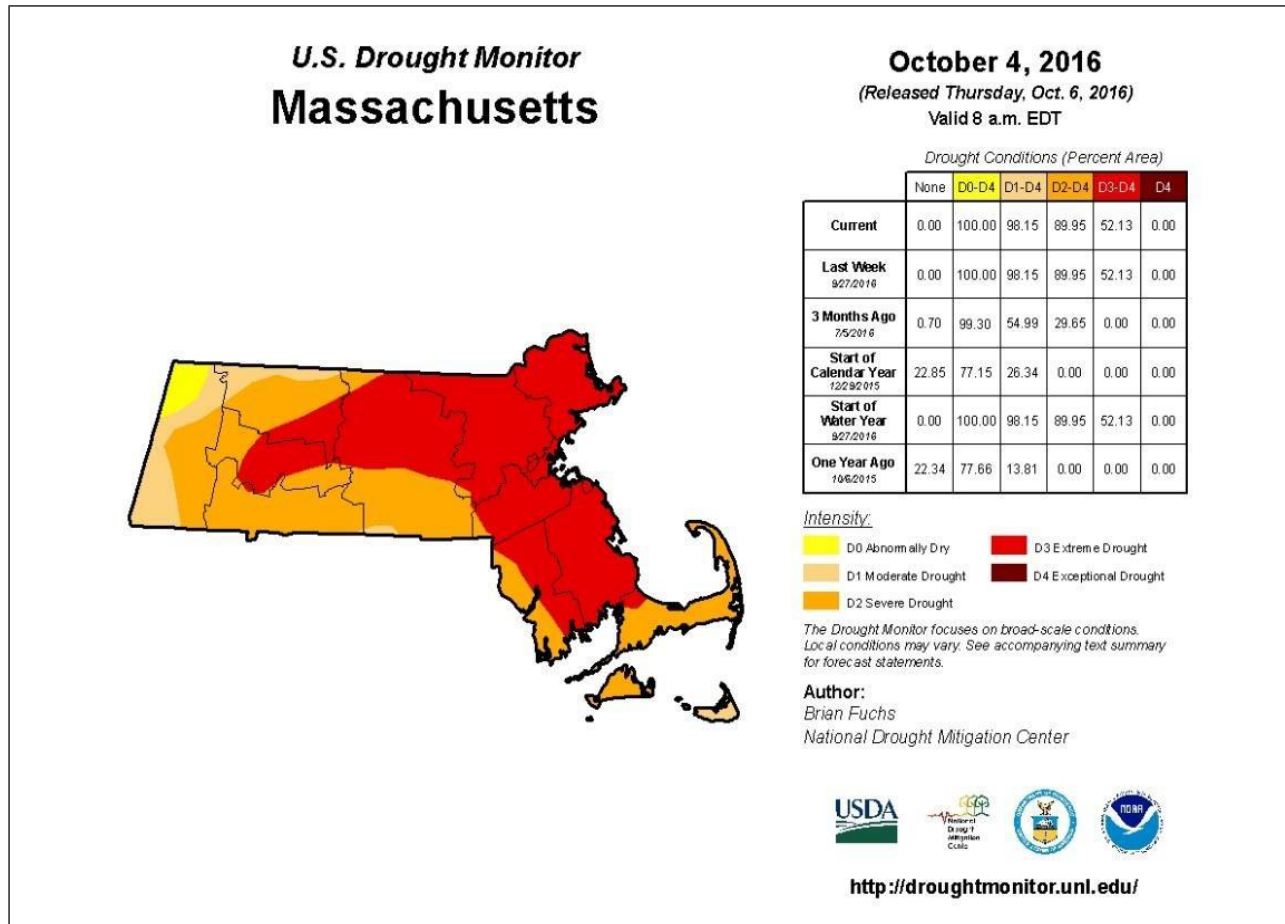 U.S. Drought Monitor
Massachusetts
October 4, 2016
(Released Thursday, Oct. 6, 2016)
Valid 8 a.m. EDT
Drought Conditions (Percent Area)
None D0-D4 D1-D4 D2-D4 D3-D4 D4
Current 0.00 100.00 98.15 89.95 52.13 0.00
Last Week
9/27/2016 0.00 100.00 98.15 89.95 52.13 0.00
3 Months Ago
7/5/2016 0.70 99.30 54.99 29.65 0.00 0.00
Start of
Calendar Year
12/29/2015 22.85 77.15 26.34 0.00 0.00 0.00
Start of
Water Year
9/27/2016 0.00 100.00 98.15 89.95 52.13 0.00
One Year Ago
10/6/2015 22.34 77.66 13.81 0.00 0.00 0.00
Intensity:
D0 Abnormally Dry
D1 Moderate Drought
D2 Severe Drought
D3 Extreme Drought
D4 Exceptional Drought
The Drought Monitor focuses on broad-scale conditions.
Local conditions may vary. See accompanying text summary
for forecast statements.
Author:
Brian Fuchs
National Drought Mitigation Center
USDA
National
Drought
Mitigation
Center
NOAA
http://droughtmonitor.unl.edu/